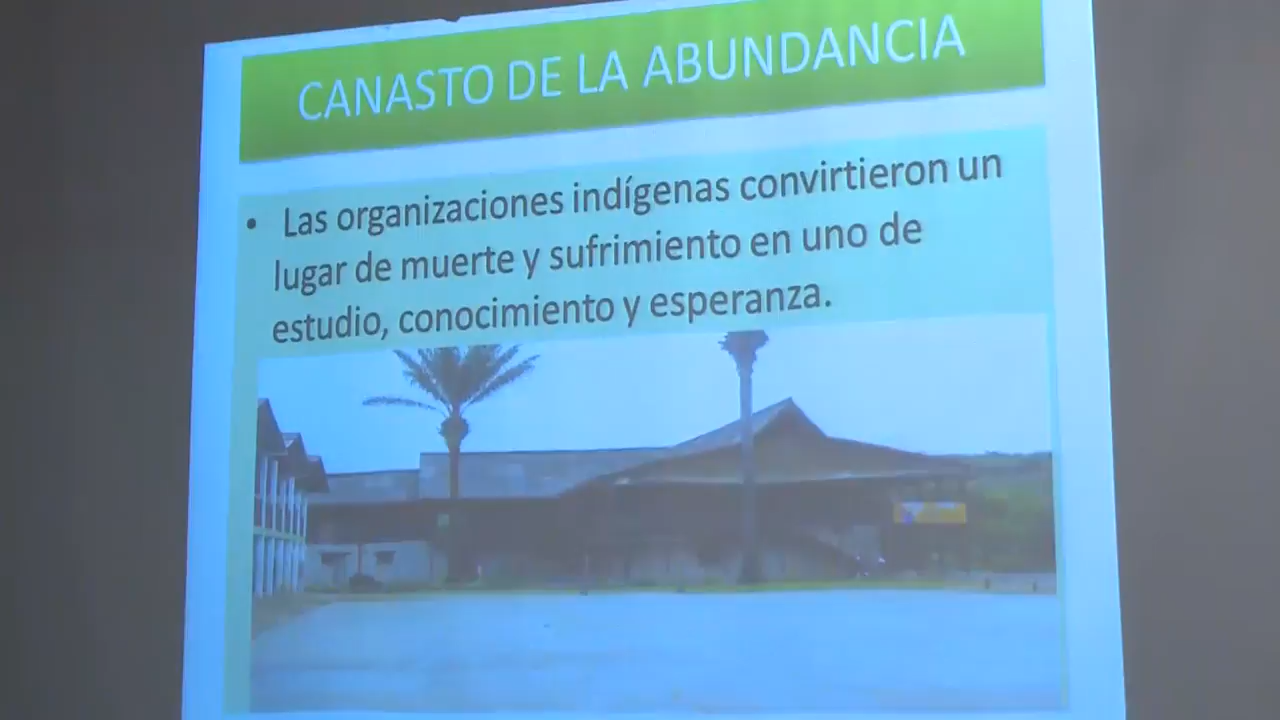 CANASTO DE LA ABUNDANCIA
• Las organizaciones indígenas convirtieron un
lugar de muerte y sufrimiento en uno de
estudio, conocimiento y esperanza.